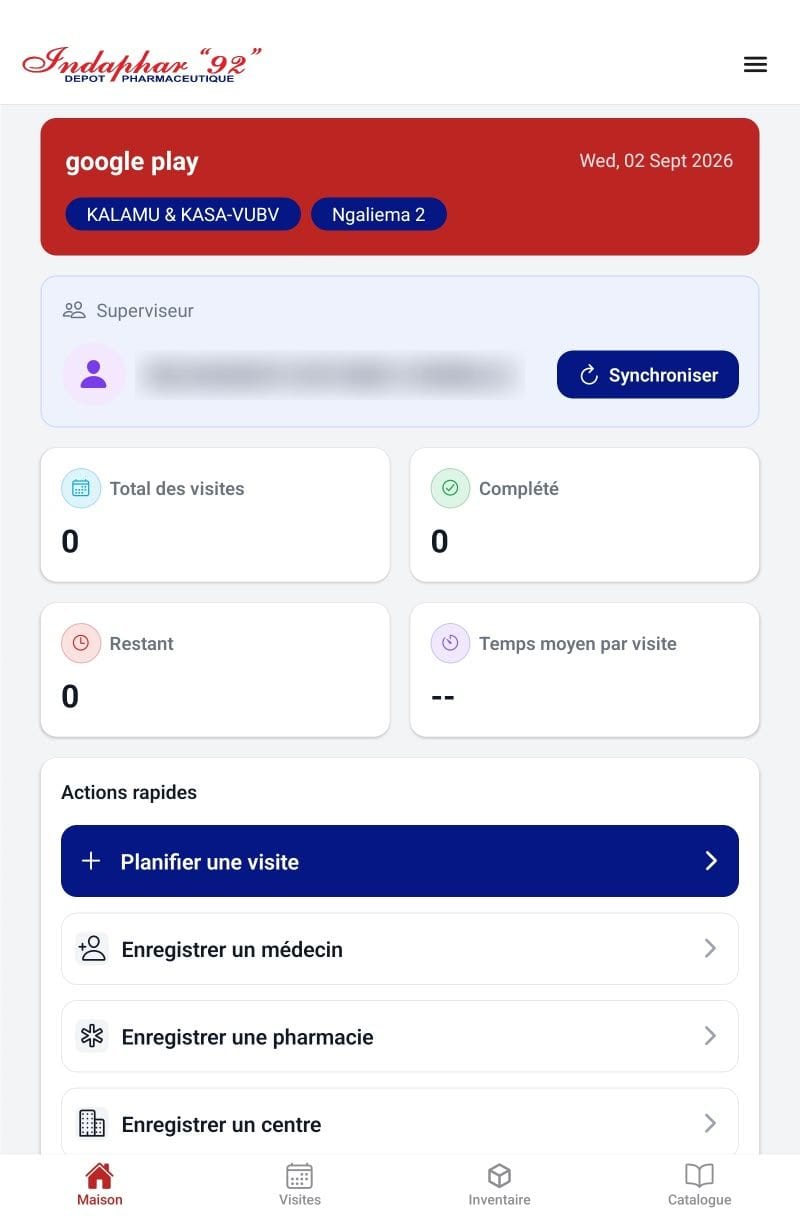 Indaphar "92"
DEPOT PHARMACEUTIQUE
google play
Wed, 02 Sept 2026
KALAMU & KASA-VUBV
Ngaliema 2
Superviseur
Synchroniser
Total des visites
0
Complété
0
Restant
0
Temps moyen par visite
--
Actions rapides
Planifier une visite
Enregistrer un médecin
Enregistrer une pharmacie
Enregistrer un centre
Maison
Visites
Inventaire
Catalogue